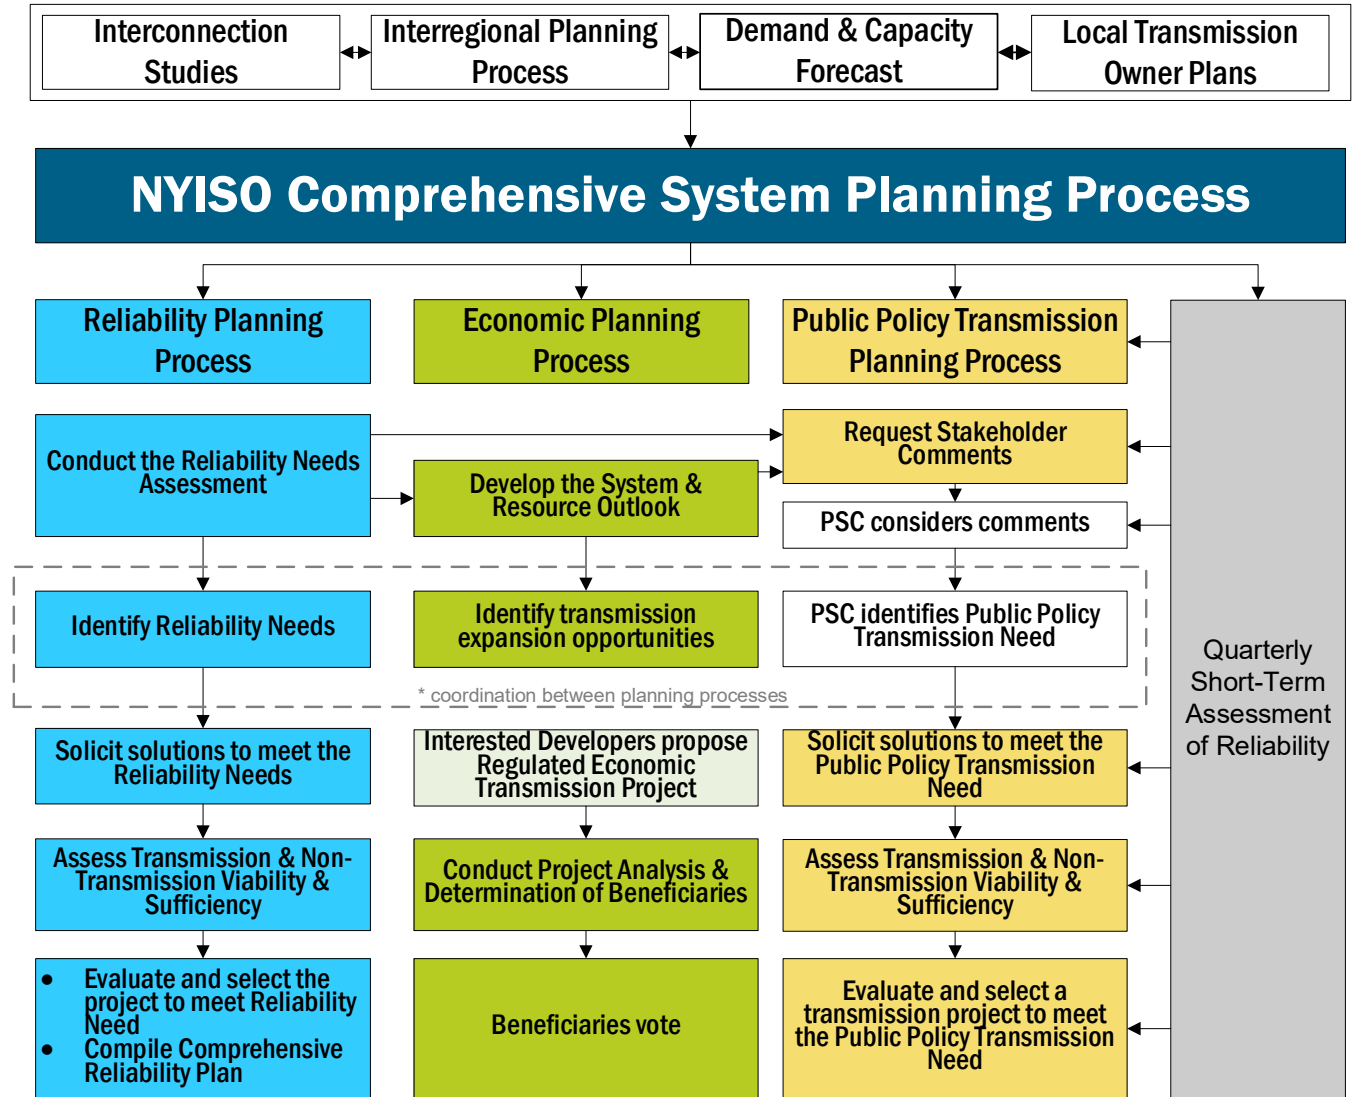 Interconnection
Studies
Interregional Planning
Process
Demand & Capacity
Forecast
Local Transmission
Owner Plans
NYISO Comprehensive System Planning Process
Reliability Planning
Process
Economic Planning
Process
Public Policy Transmission
Planning Process
Conduct the Reliability Needs
Assessment
Develop the System &
Resource Outlook
Request Stakeholder
Comments
PSC considers comments
Identify Reliability Needs
Identify transmission
expansion opportunities
PSC identifies Public Policy
Transmission Need
* coordination between planning processes
Quarterly
Short-Term
Assessment
of Reliability
Solicit solutions to meet the
Reliability Needs
Interested Developers propose
Regulated Economic
Transmission Project
Solicit solutions to meet the
Public Policy Transmission
Need
Assess Transmission & Non-
Transmission Viability &
Sufficiency
Conduct Project Analysis &
Determination of Beneficiaries
Assess Transmission & Non-
Transmission Viability &
Sufficiency
• Evaluate and select the
project to meet Reliability
Need
• Compile Comprehensive
Reliability Plan
Beneficiaries vote
Evaluate and select a
transmission project to meet
the Public Policy Transmission
Need